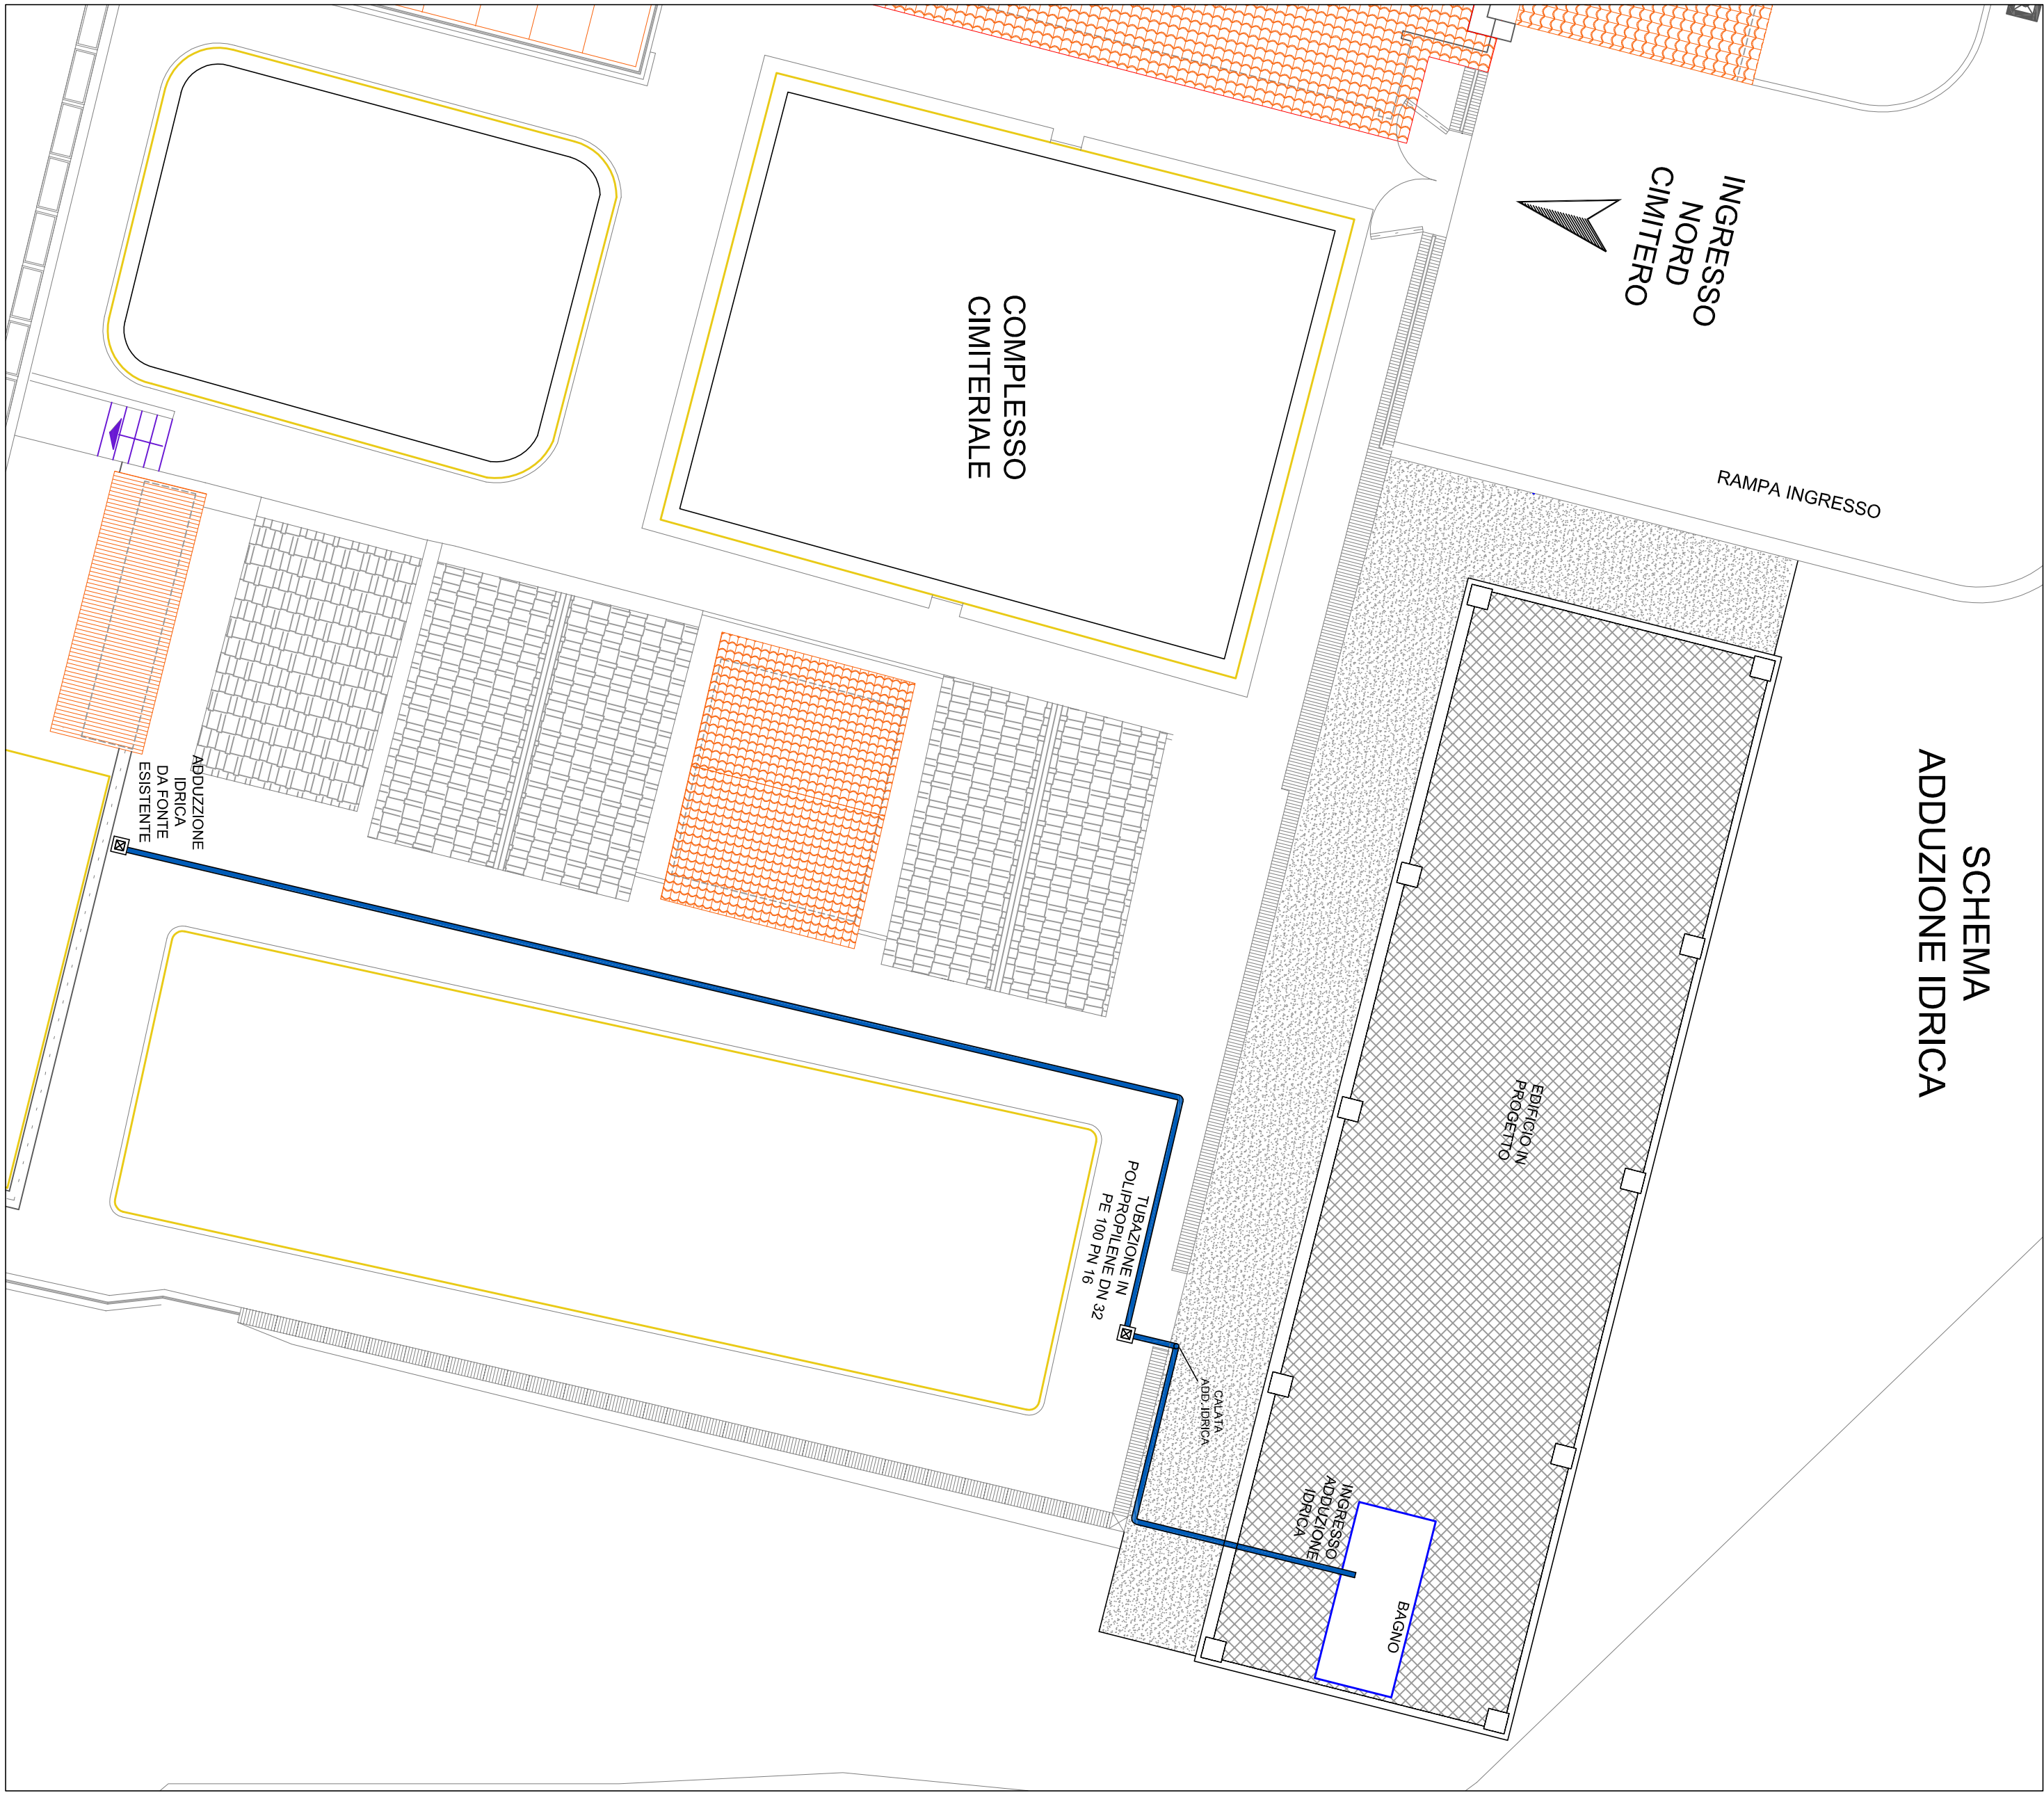 SCHEMA
ADDUZIONE IDRICA
INGRESSO
NORD
CIMITERO
RAMPA INGRESSO
COMPLESSO
CIMITERIALE
EDIFICIO IN
PROGETTO
ADDUZZIONE
IDRICA
DA FONTE
ESISTENTE
TUBAZIONE IN
POLIPROPILENE DN 32
PE 100 PN 16
CALATA
ADD. IDRICA
INGRESSO
ADDUZIONE
IDRICA
BAGNO